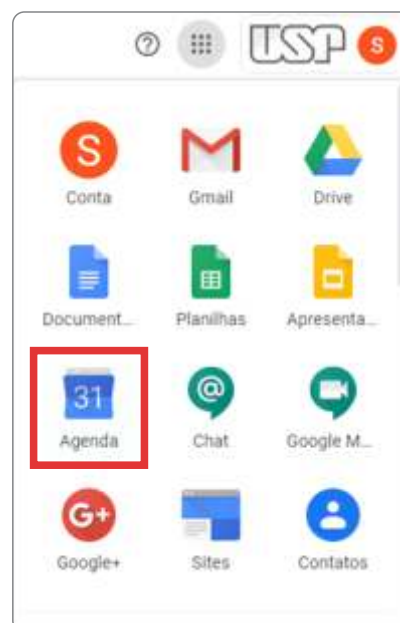 USP S
S
Conta Gmail Drive
Document... Planilhas Apresenta...
31
Agenda Chat Google M...
G+
Google+ Sites Contatos